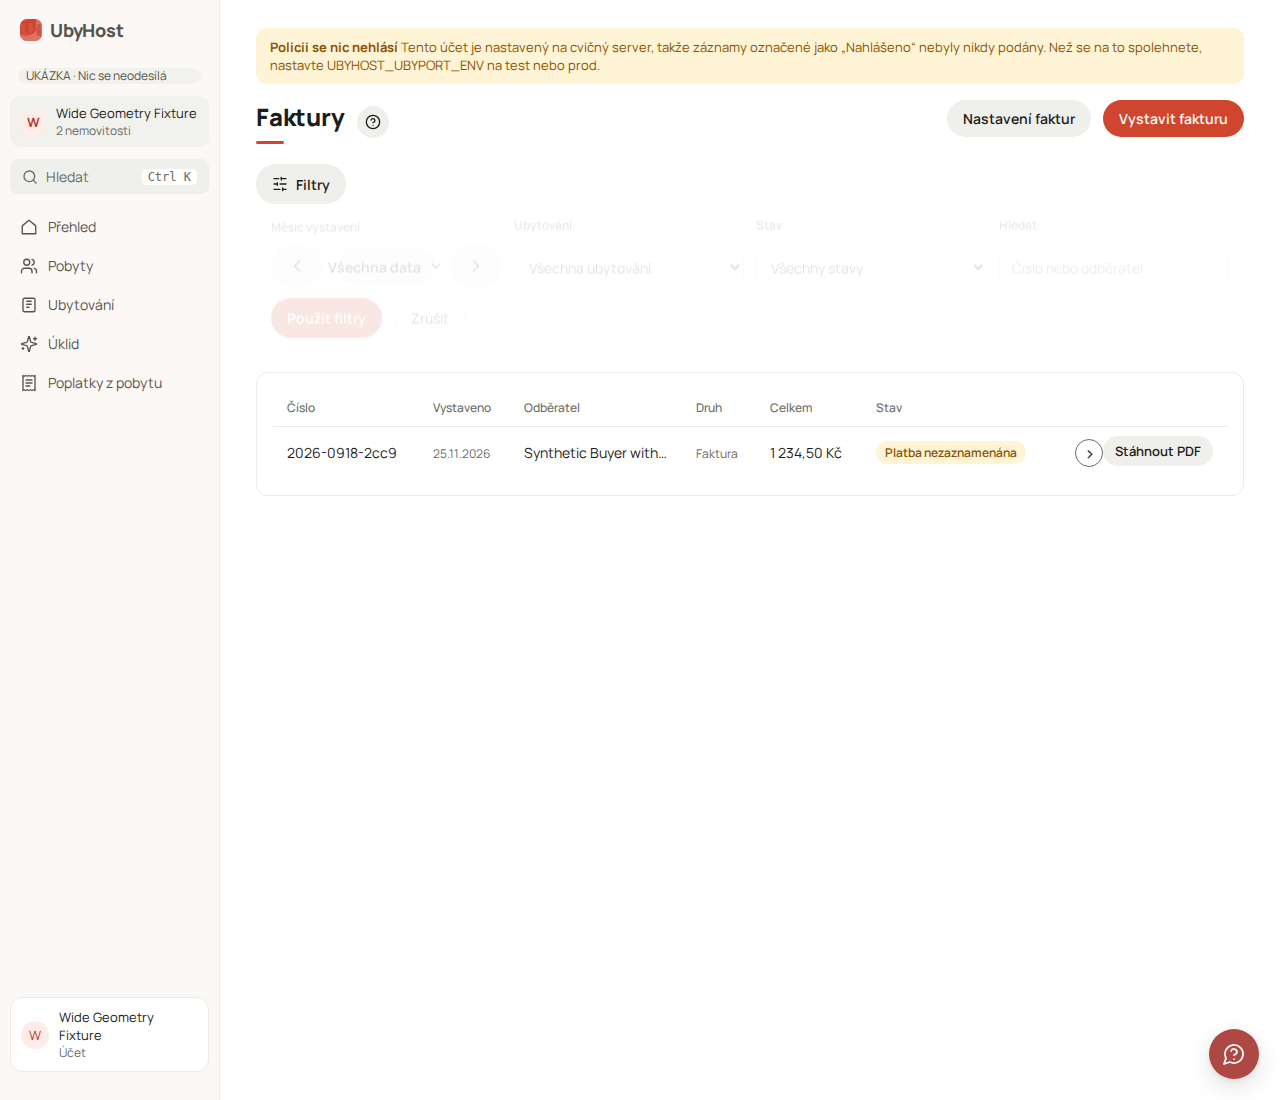 UbyHost
UKÁZKA · Nic se neodesílá
W
Wide Geometry Fixture
2 nemovitosti
Hledat
Ctrl K
Přehled
Pobyty
Ubytování
Úklid
Poplatky z pobytu
W
Wide Geometry
Fixture
Účet
Policii se nic nehlásí Tento účet je nastavený na cvičný server, takže záznamy označené jako „Nahlášeno“ nebyly nikdy podány. Než se na to spolehnete,
nastavte UBYHOST_UBYPORT_ENV na test nebo prod.
Faktury
Nastavení faktur
Vystavit fakturu
Filtry
Měsíc vystavení
Ubytování
Stav
Hledat
Všechna data
Všechna ubytování
Všechny stavy
Číslo nebo odběratel
Použít filtry
Zrušit
Číslo
Vystaveno
Odběratel
Druh
Celkem
Stav
2026-0918-2cc9
25.11.2026
Synthetic Buyer with…
Faktura
1 234,50 Kč
Platba nezaznamenána
Stáhnout PDF